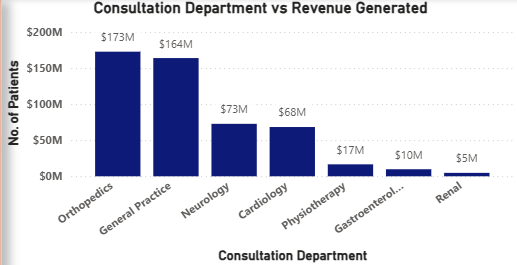 Consultation Department vs Revenue Generated
No. of Patients
$200M
$150M
$100M
$50M
$0M
$173M
$164M
$73M
$68M
$17M
$10M
$5M
Orthopedics
General Practice
Neurology
Cardiology
Physiotherapy
Gastroenterol...
Renal
Consultation Department